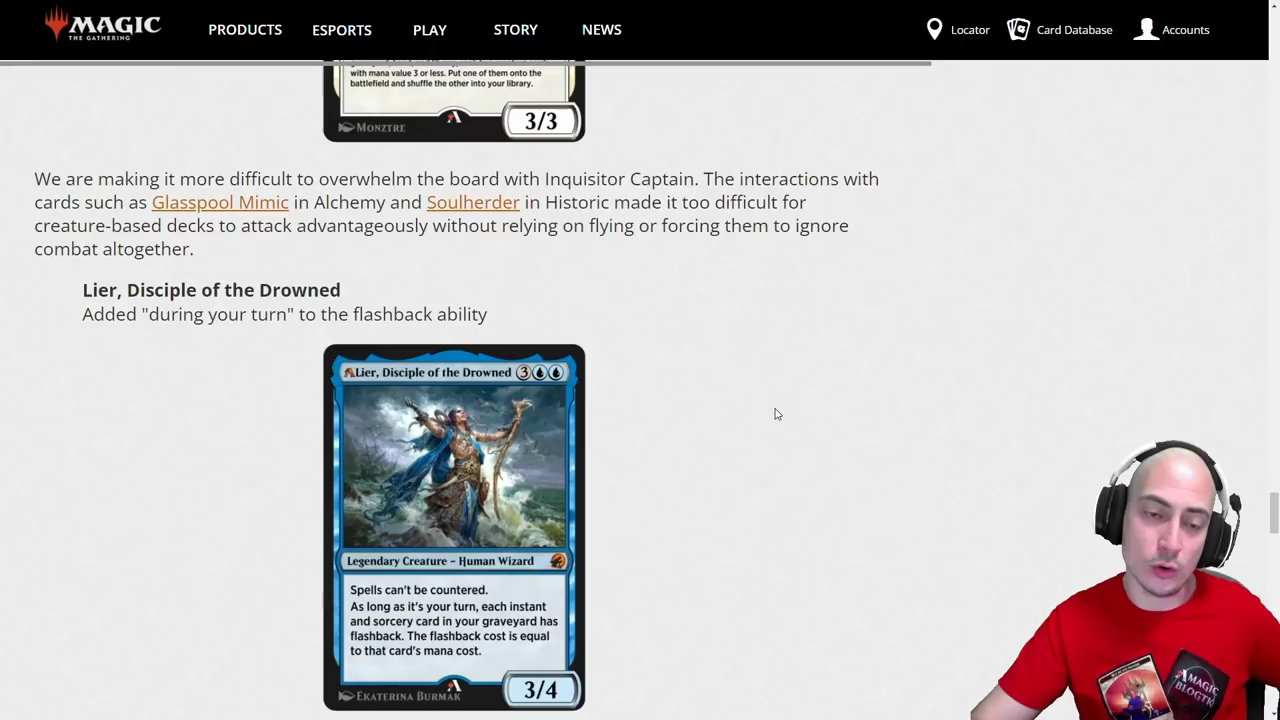 MAGIC
THE GATHERING
PRODUCTS
ESPORTS
PLAY
STORY
NEWS
Locator
Card Database
Accounts
with mana value 3 or less. Put one of them onto the
battlefield and shuffle the other into your library.
MONZTRE
3/3
We are making it more difficult to overwhelm the board with Inquisitor Captain. The interactions with
cards such as Glasspool Mimic in Alchemy and Soulherder in Historic made it too difficult for
creature-based decks to attack advantageously without relying on flying or forcing them to ignore
combat altogether.
Lier, Disciple of the Drowned
Added "during your turn" to the flashback ability
Lier, Disciple of the Drowned 3
Legendary Creature – Human Wizard
Spells can't be countered.
As long as it's your turn, each instant
and sorcery card in your graveyard has
flashback. The flashback cost is equal
to that card's mana cost.
EKATERINA BURMAK
3/4
MAGIC